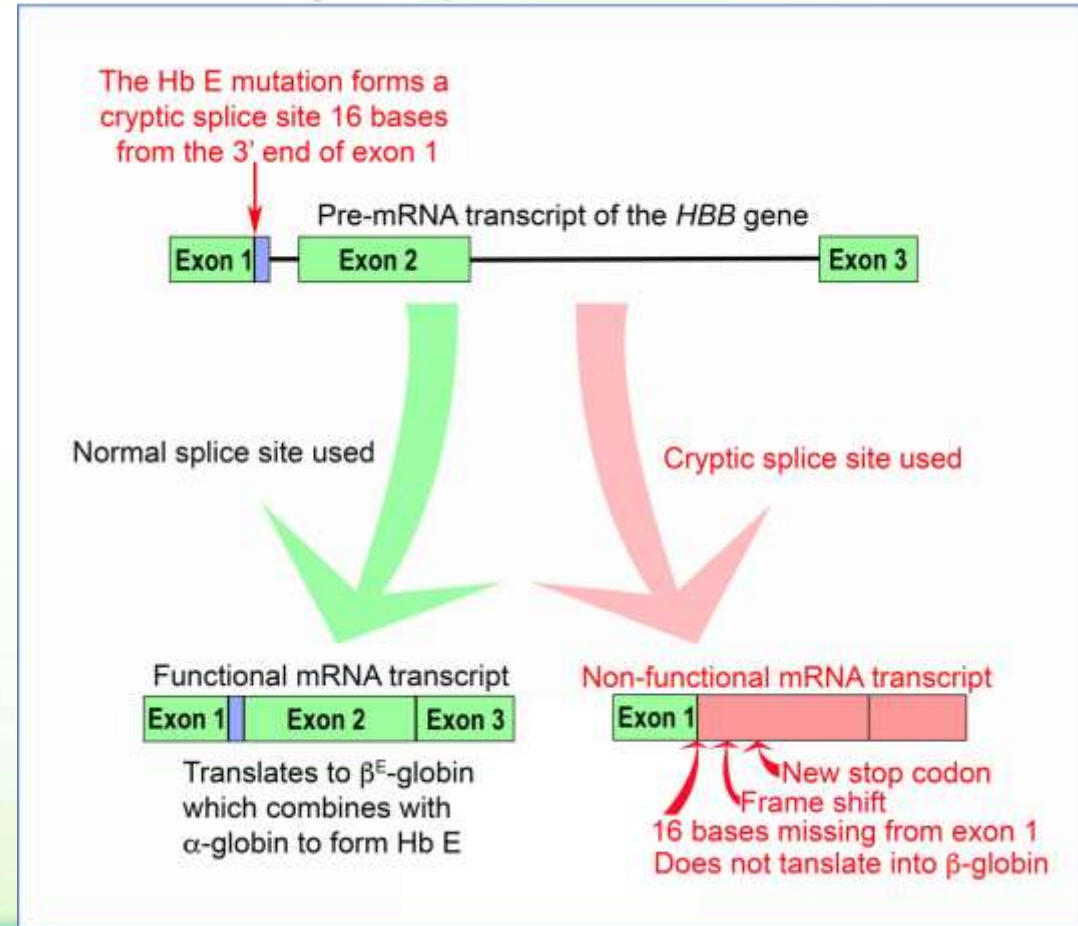 The Hb E mutation forms a
cryptic splice site 16 bases
from the 3' end of exon 1
Pre-mRNA transcript of the HBB gene
Exon 1
Exon 2
Exon 3
Normal splice site used
Cryptic splice site used
Functional mRNA transcript
Exon 1
Exon 2
Exon 3
Translates to βᴱ-globin
which combines with
α-globin to form Hb E
Non-functional mRNA transcript
Exon 1
New stop codon
Frame shift
16 bases missing from exon 1
Does not tanslate into β-globin